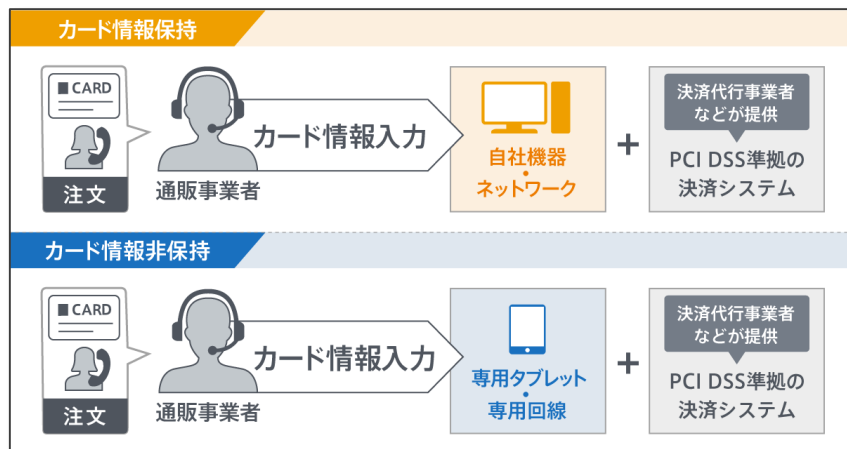 カード情報保持
CARD
注文
通販事業者
カード情報入力
自社機器
・
ネットワーク
+
決済代行事業者
などが提供
PCI DSS準拠の
決済システム
カード情報非保持
CARD
注文
通販事業者
カード情報入力
専用タブレット
・
専用回線
+
決済代行事業者
などが提供
PCI DSS準拠の
決済システム